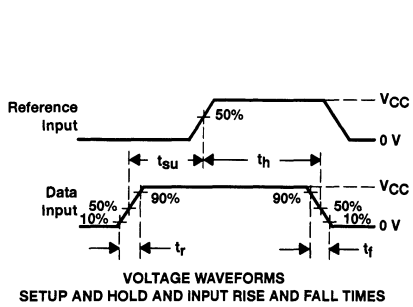 Reference
Input
50%
VCC
0 V
tsu
th
Data
Input
50%
10%
90%
90%
VCC
50%
10%
0 V
tr
tf
VOLTAGE WAVEFORMS
SETUP AND HOLD AND INPUT RISE AND FALL TIMES